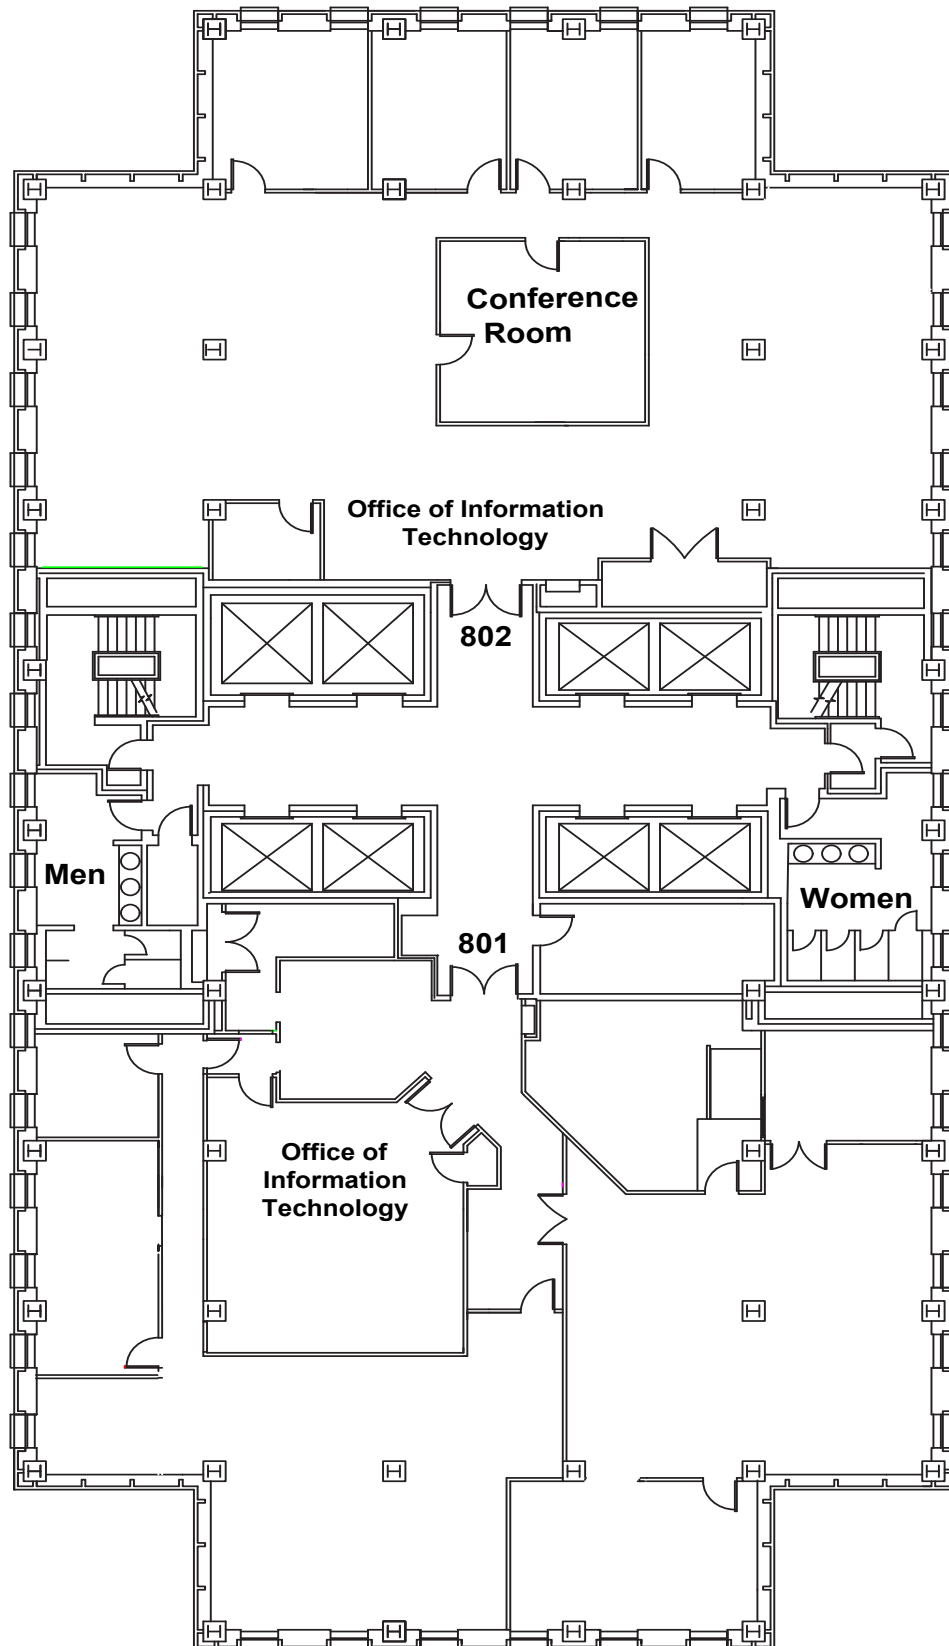 Conference
Room
Office of Information
Technology
802
Men
Women
801
Office of
Information
Technology